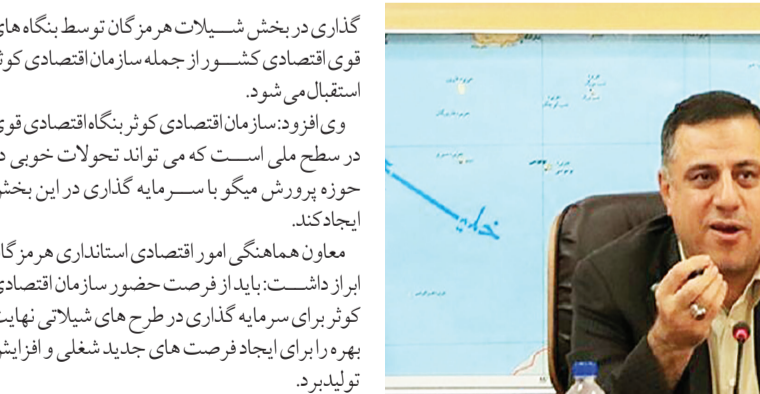 گذاری در بخش شیلات هرمزگان توسط بنگاه های
قوی اقتصادی کشور از جمله سازمان اقتصادی کوثر
استقبال می شود.
وی افزود: سازمان اقتصادی کوثر بنگاه اقتصادی قوی
در سطح ملی است که می تواند تحولات خوبی د
حوزه پرورش میگو با سرمایه گذاری در این بخش
ایجاد کند.
معاون هماهنگی امور اقتصادی استانداری هرمزگا
ابراز داشت: باید از فرصت حضور سازمان اقتصادی
کوثر برای سرمایه گذاری در طرح های شیلاتی نهایت
بهره را برای ایجاد فرصت های جدید شغلی و افزایش
تولید برد.